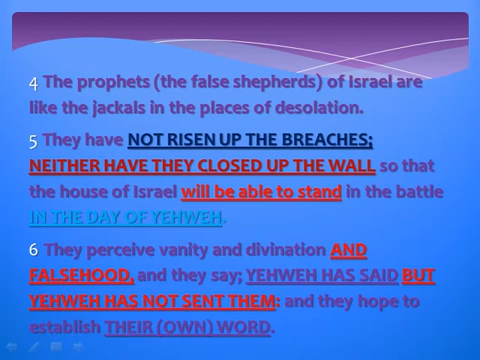 4 The prophets (the false shepherds) of Israel are
like the jackals in the places of desolation.
5 They have NOT RISEN UP THE BREACHES;
NEITHER HAVE THEY CLOSED UP THE WALL so that
the house of Israel will be able to stand in the battle
IN THE DAY OF YEHWEH.
6 They perceive vanity and divination AND
FALSEHOOD, and they say; YEHWEH HAS SAID BUT
YEHWEH HAS NOT SENT THEM: and they hope to
establish THEIR (OWN) WORD.